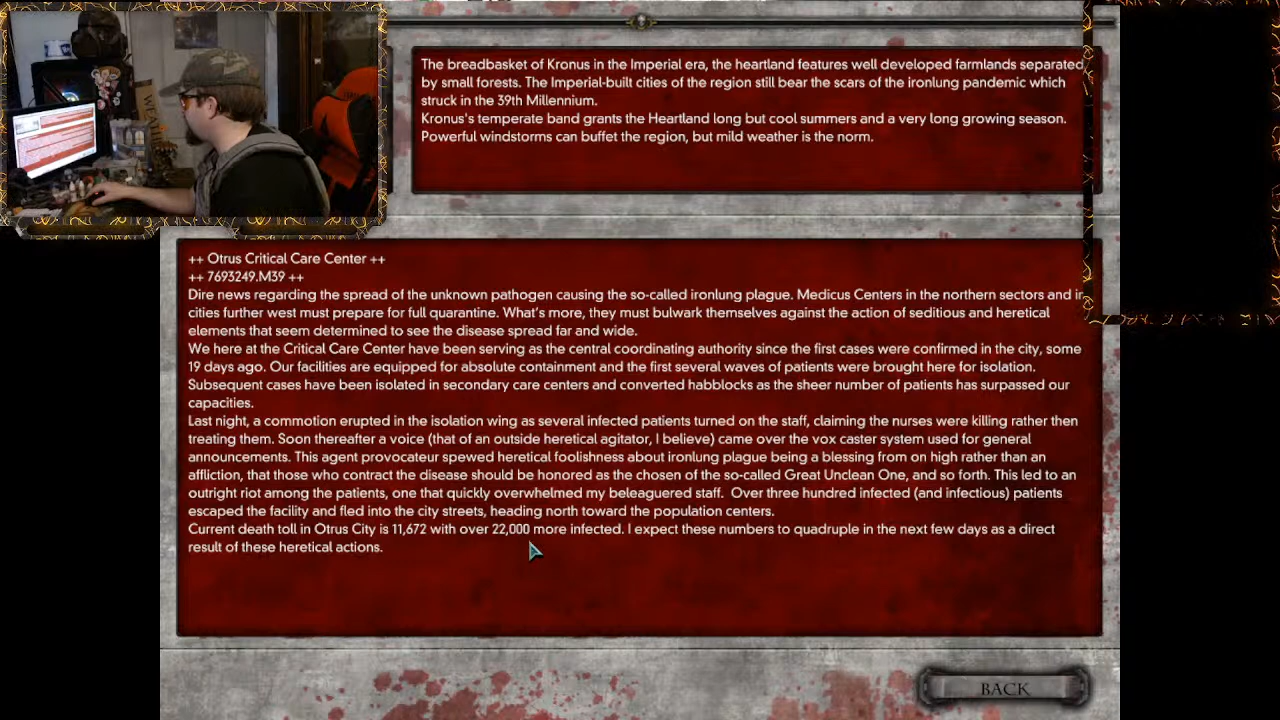 The breadbasket of Kronus in the Imperial era, the heartland features well developed farmlands separated
by small forests. The Imperial-built cities of the region still bear the scars of the ironlung pandemic which
struck in the 39th Millennium.
Kronus's temperate band grants the Heartland long but cool summers and a very long growing season.
Powerful windstorms can buffet the region, but mild weather is the norm.
++ Otrus Critical Care Center ++
++ 7693249.M39 ++
Dire news regarding the spread of the unknown pathogen causing the so-called ironlung plague. Medicus Centers in the northern sectors and in
cities further west must prepare for full quarantine. What's more, they must bulwark themselves against the action of seditious and heretical
elements that seem determined to see the disease spread far and wide.
We here at the Critical Care Center have been serving as the central coordinating authority since the first cases were confirmed in the city, some
19 days ago. Our facilities are equipped for absolute containment and the first several waves of patients were brought here for isolation.
Subsequent cases have been isolated in secondary care centers and converted habblocks as the sheer number of patients has surpassed our
capacities.
Last night, a commotion erupted in the isolation wing as several infected patients turned on the staff, claiming the nurses were killing rather then
treating them. Soon thereafter a voice (that of an outside heretical agitator, I believe) came over the vox caster system used for general
announcements. This agent provocateur spewed heretical foolishness about ironlung plague being a blessing from on high rather than an
affliction, that those who contract the disease should be honored as the chosen of the so-called Great Unclean One, and so forth. This led to an
outright riot among the patients, one that quickly overwhelmed my beleaguered staff. Over three hundred infected (and infectious) patients
escaped the facility and fled into the city streets, heading north toward the population centers.
Current death toll in Otrus City is 11,672 with over 22,000 more infected. I expect these numbers to quadruple in the next few days as a direct
result of these heretical actions.
BACK